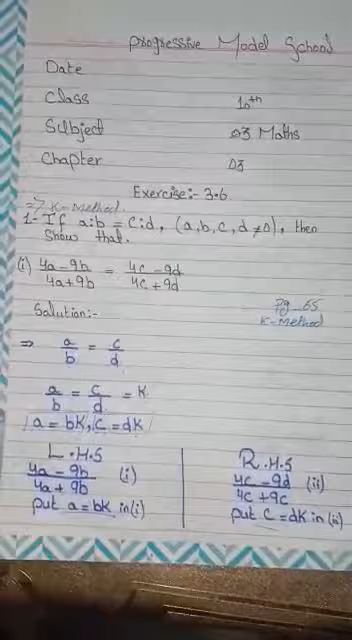 Progressive Model School
Date
Class 10th
Subject 03 Maths
Chapter 03
Exercise:- 3.6
=> K-Method.
1- If a:b = c:d, (a,b,c,d ≠ 0), then
show that.
(i) 4a-9b/4a+9b = 4c-9d/4c+9d
Solution:- Pg 65
K-Method
⇒ a/b = c/d
a/b = c/d = K
a = bK, c = dK
L.H.S
4a-9b/4a+9b (i)
put a = bK in (i)
R.H.S
4c-9d/4c+9c (ii)
put c = dK in (ii)